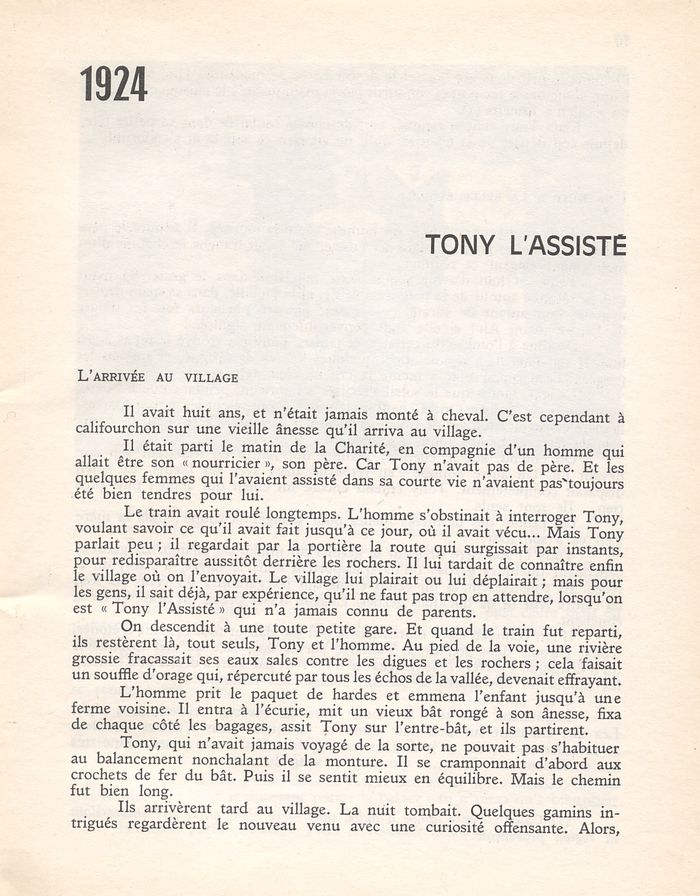 1924
TONY L'ASSISTÉ
L'ARRIVÉE AU VILLAGE
Il avait huit ans, et n'était jamais monté à cheval. C'est cependant à
califourchon sur une vieille ânesse qu'il arriva au village.
Il était parti le matin de la Charité, en compagnie d'un homme qui
allait être son « nourricier », son père. Car Tony n'avait pas de père. Et les
quelques femmes qui l'avaient assisté dans sa courte vie n'avaient pas toujours
été bien tendres pour lui.
Le train avait roulé longtemps. L'homme s'obstinait à interroger Tony,
voulant savoir ce qu'il avait fait jusqu'à ce jour, où il avait vécu... Mais Tony
parlait peu ; il regardait par la portière la route qui surgissait par instants,
pour redisparaître aussitôt derrière les rochers. Il lui tardait de connaître enfin
le village où on l'envoyait. Le village lui plairait ou lui déplairait ; mais pour
les gens, il sait déjà, par expérience, qu'il ne faut pas trop en attendre, lorsqu'on
est « Tony l'Assisté » qui n'a jamais connu de parents.
On descendit à une toute petite gare. Et quand le train fut reparti,
ils restèrent là, tout seuls, Tony et l'homme. Au pied de la voie, une rivière
grossie fracassait ses eaux sales contre les digues et les rochers ; cela faisait
un souffle d'orage qui, répercuté par tous les échos de la vallée, devenait effrayant.
L'homme prit le paquet de hardes et emmena l'enfant jusqu'à une
ferme voisine. Il entra à l'écurie, mit un vieux bât rongé à son ânesse, fixa
de chaque côté les bagages, assit Tony sur l'entre-bât, et ils partirent.
Tony, qui n'avait jamais voyagé de la sorte, ne pouvait pas s'habituer
au balancement nonchalant de la monture. Il se cramponnait d'abord aux
crochets de fer du bât. Puis il se sentit mieux en équilibre. Mais le chemin
fut bien long.
Ils arrivèrent tard au village. La nuit tombait. Quelques gamins in-
trigués regardèrent le nouveau venu avec une curiosité offensante. Alors,